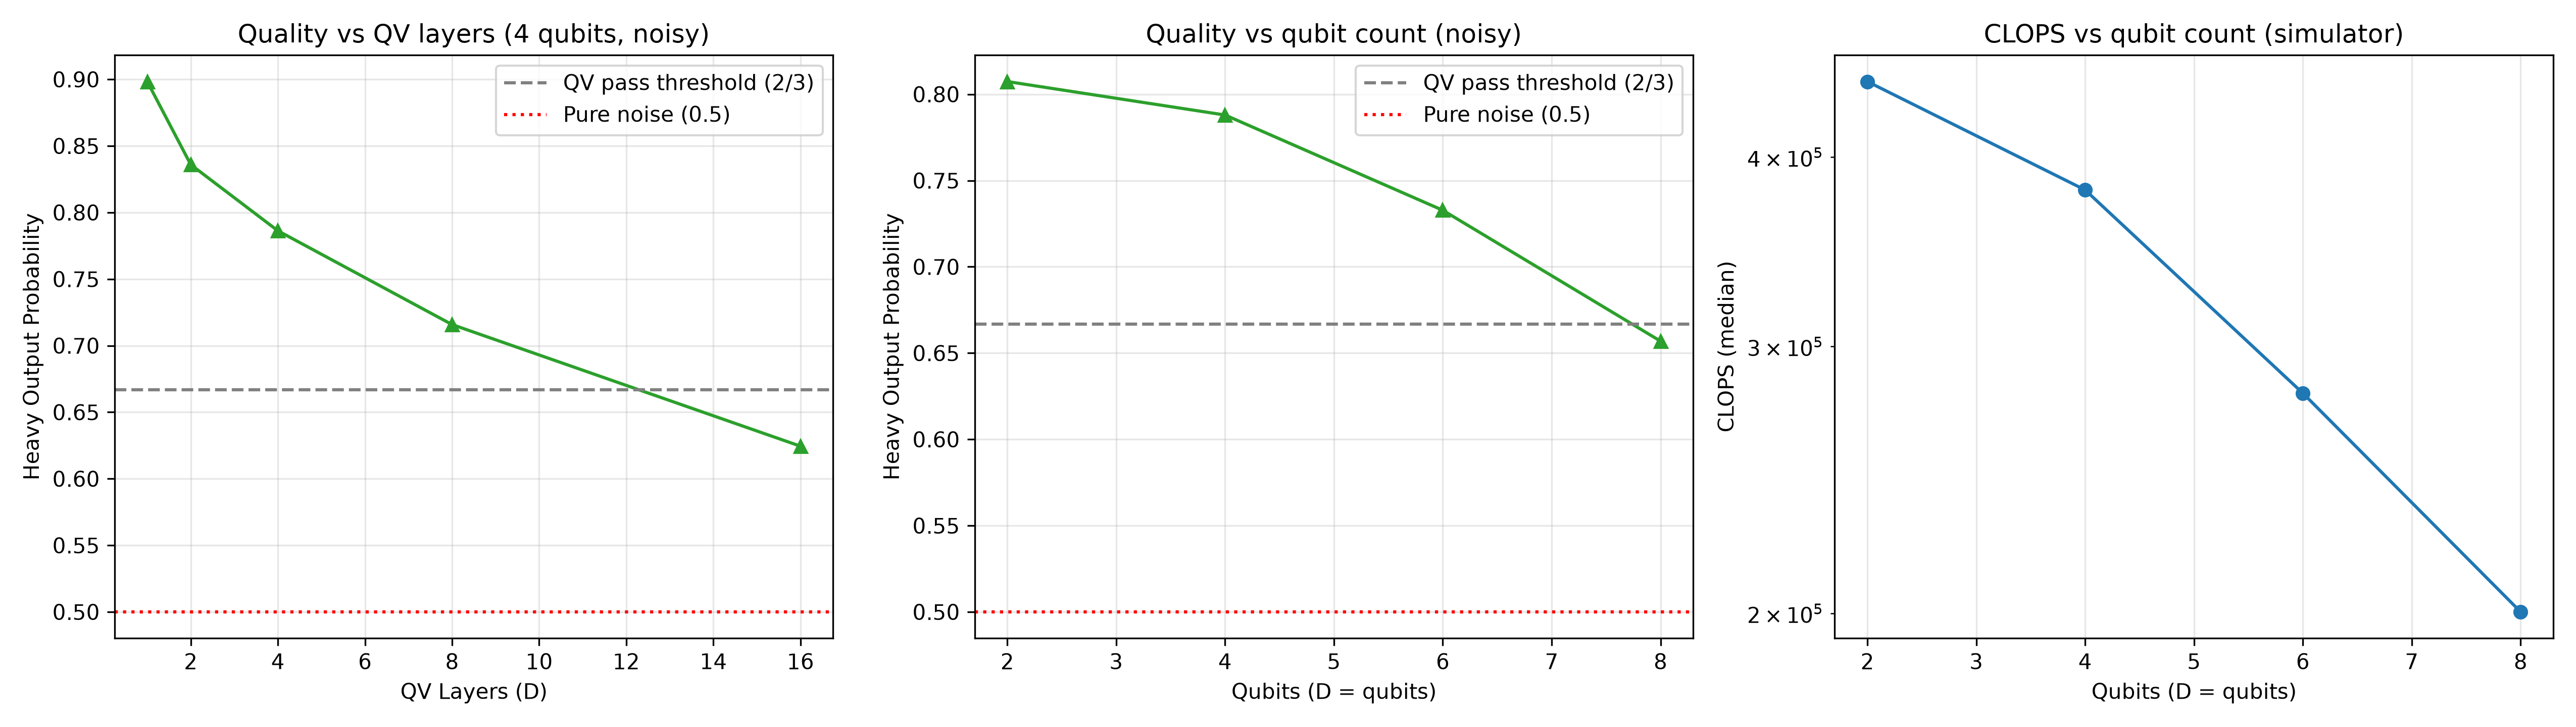 Quality vs QV layers (4 qubits, noisy)
Heavy Output Probability
0.90
0.85
0.80
0.75
0.70
0.65
0.60
0.55
0.50
QV pass threshold (2/3)
Pure noise (0.5)
2 4 6 8 10 12 14 16
QV Layers (D)
Quality vs qubit count (noisy)
Heavy Output Probability
0.80
0.75
0.70
0.65
0.60
0.55
0.50
QV pass threshold (2/3)
Pure noise (0.5)
2 3 4 5 6 7 8
Qubits (D = qubits)
CLOPS vs qubit count (simulator)
CLOPS (median)
4 × 10⁵
3 × 10⁵
2 × 10⁵
2 3 4 5 6 7 8
Qubits (D = qubits)